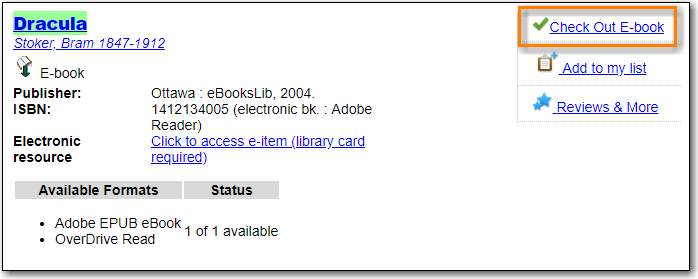 Dracula
Stoker, Bram 1847-1912
E-book
Publisher: Ottawa : eBooksLib, 2004.
ISBN: 1412134005 (electronic bk. : Adobe
Reader)
Electronic Click to access e-item (library card
resource required)
Available Formats Status
• Adobe EPUB eBook
• OverDrive Read
1 of 1 available
Check Out E-book
Add to my list
Reviews & More